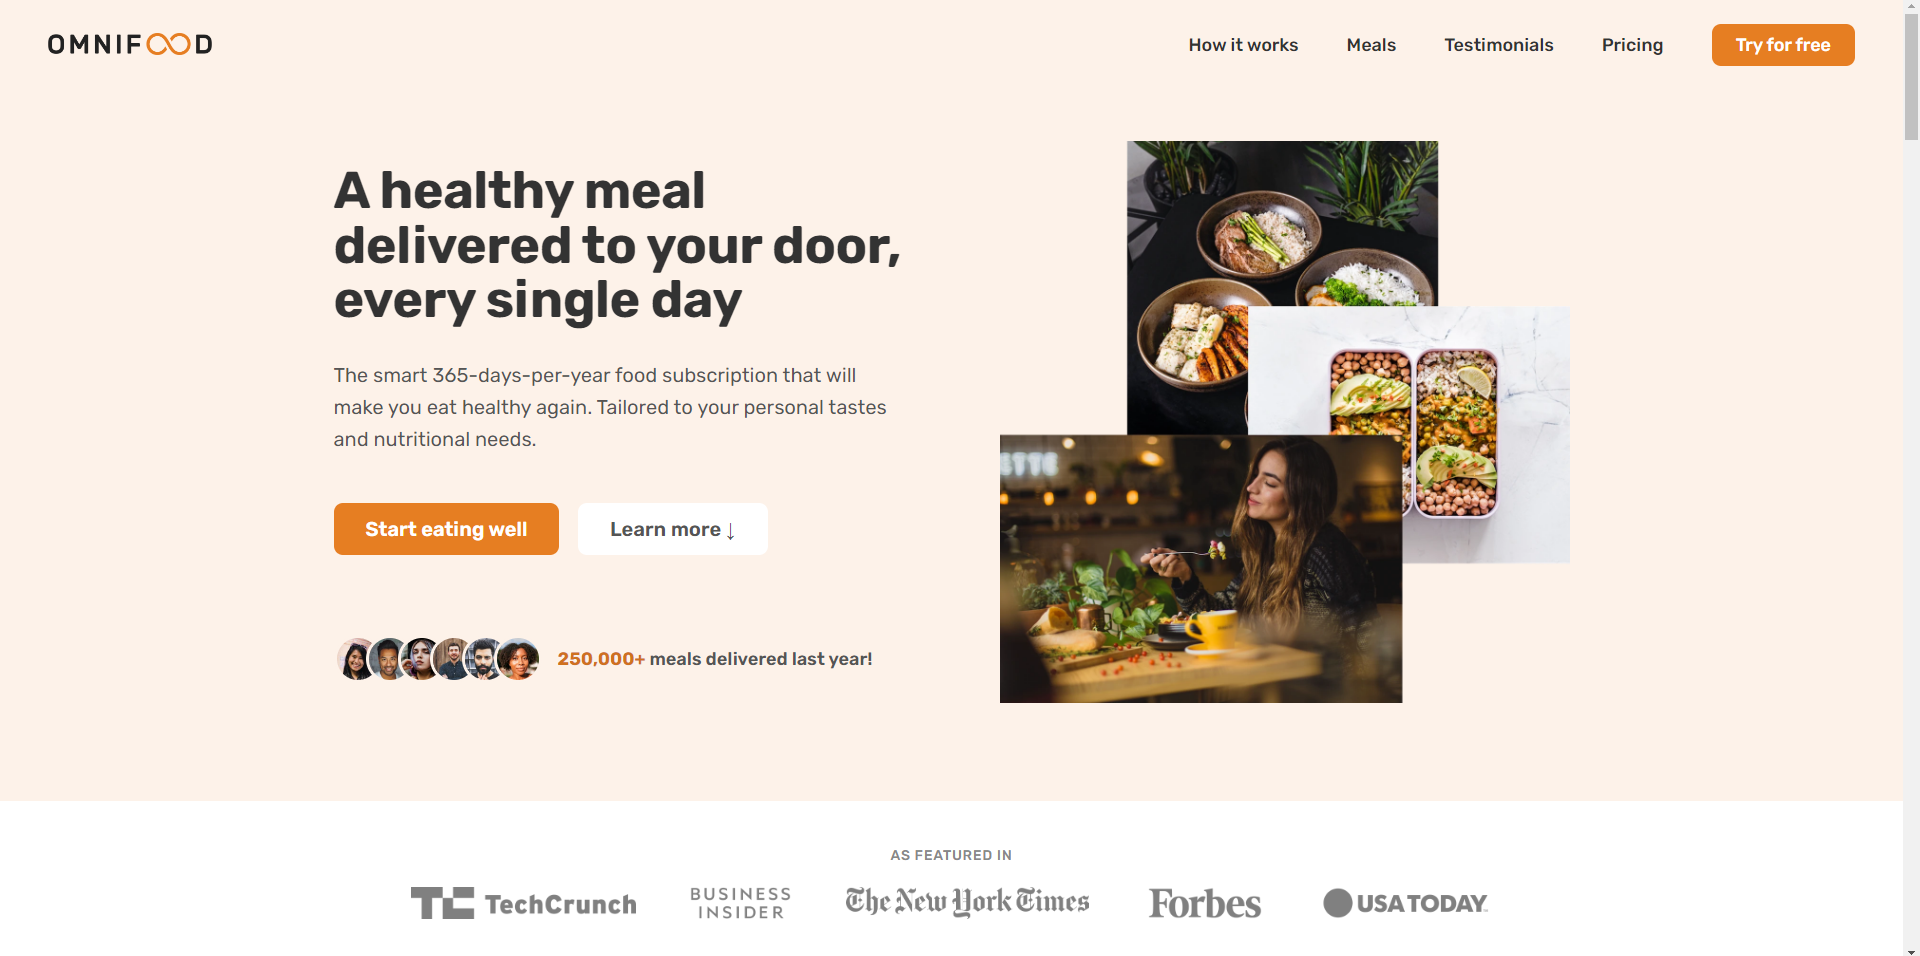 OMNIFOOD
How it works
Meals
Testimonials
Pricing
Try for free
A healthy meal
delivered to your door,
every single day
The smart 365-days-per-year food subscription that will
make you eat healthy again. Tailored to your personal tastes
and nutritional needs.
Start eating well
Learn more ↓
250,000+ meals delivered last year!
AS FEATURED IN
TC TechCrunch
BUSINESS
INSIDER
The New York Times
Forbes
USA TODAY